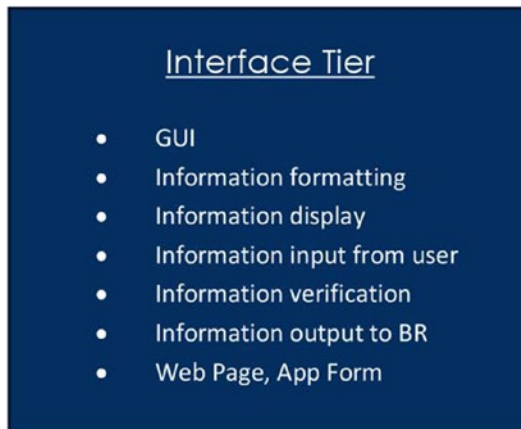 Interface Tier
• GUI
• Information formatting
• Information display
• Information input from user
• Information verification
• Information output to BR
• Web Page, App Form